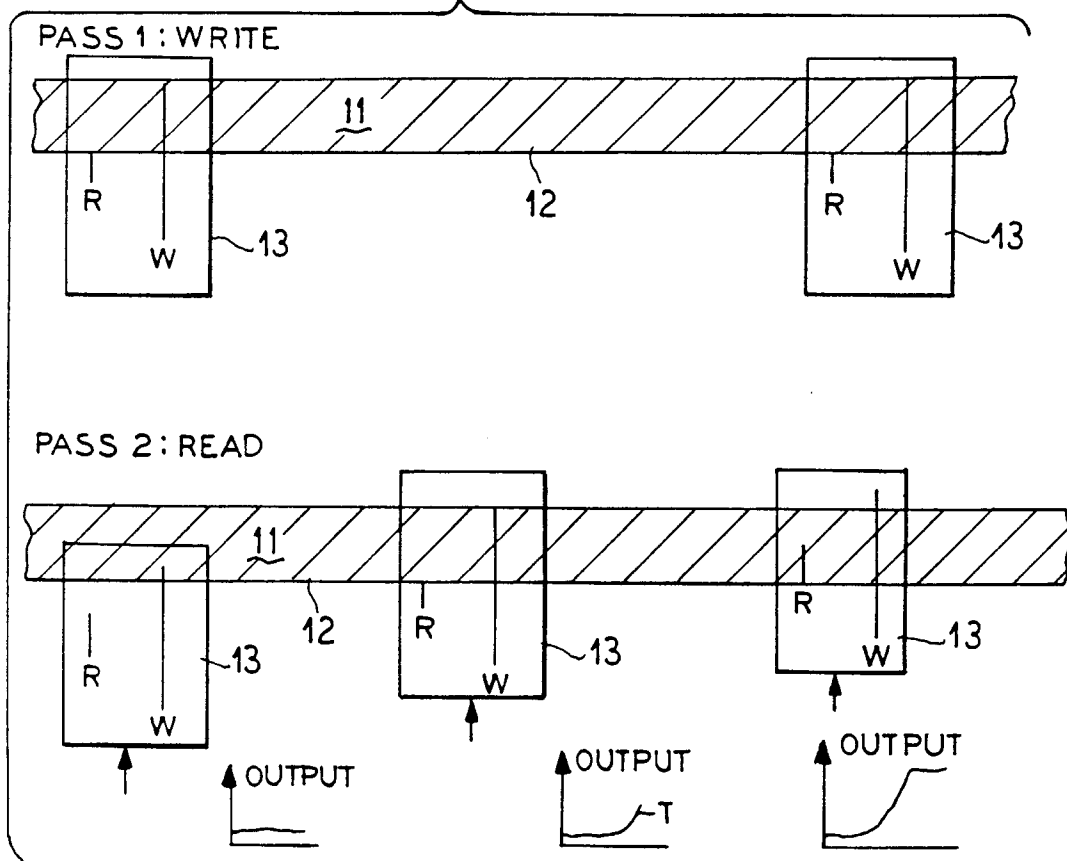 PASS 1: WRITE
11
R
12
R
13
13
W
W
PASS 2: READ
11
R
12
R
R
13
13
13
W
W
W
OUTPUT
OUTPUT
OUTPUT
T